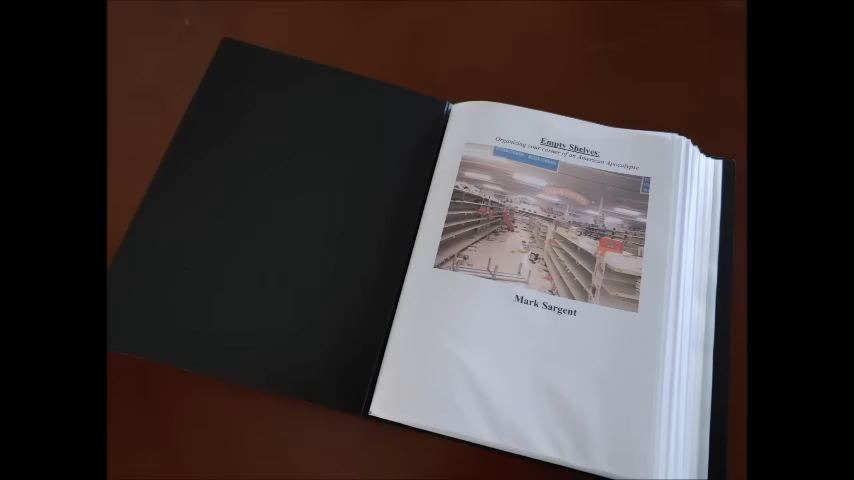 Empty Shelves
Organizing your corner of an American Apocalypse
Mark Sargent